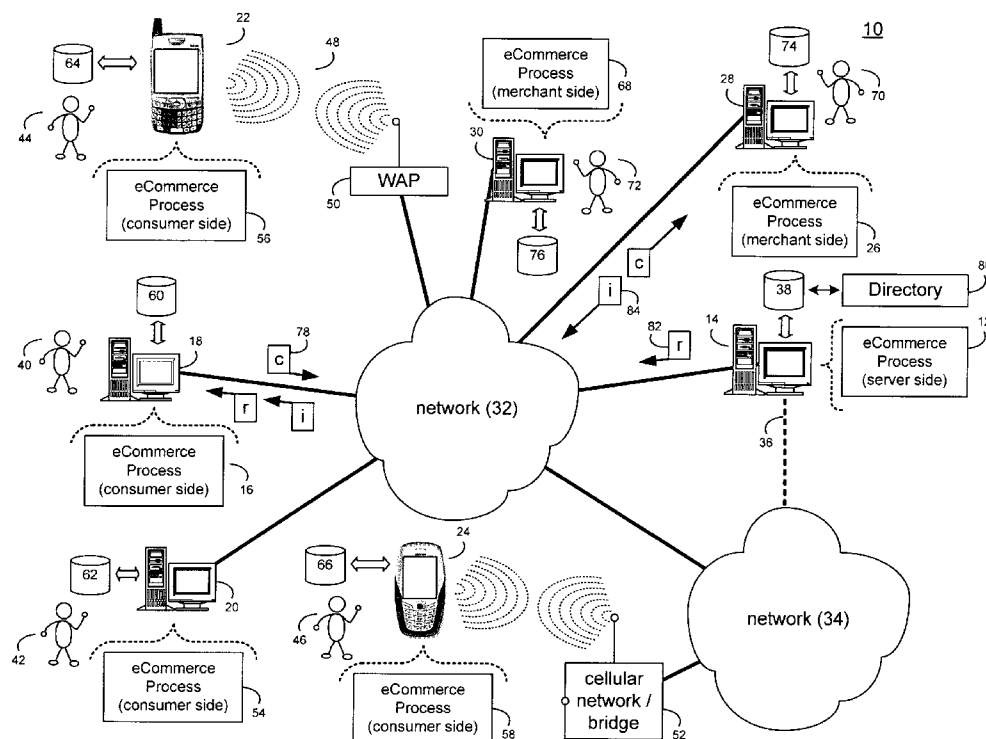 10
22
48
64
44
eCommerce
Process
(consumer side)
56
WAP
50
eCommerce
Process
(merchant side)
68
30
72
76
74
28
70
eCommerce
Process
(merchant side)
26
c
i
84
60
40
18
78
c
r
i
eCommerce
Process
(consumer side)
16
network (32)
38
Directory
14
82
r
eCommerce
Process
(server side)
36
62
42
20
eCommerce
Process
(consumer side)
54
24
66
46
eCommerce
Process
(consumer side)
58
cellular
network /
bridge
52
network (34)